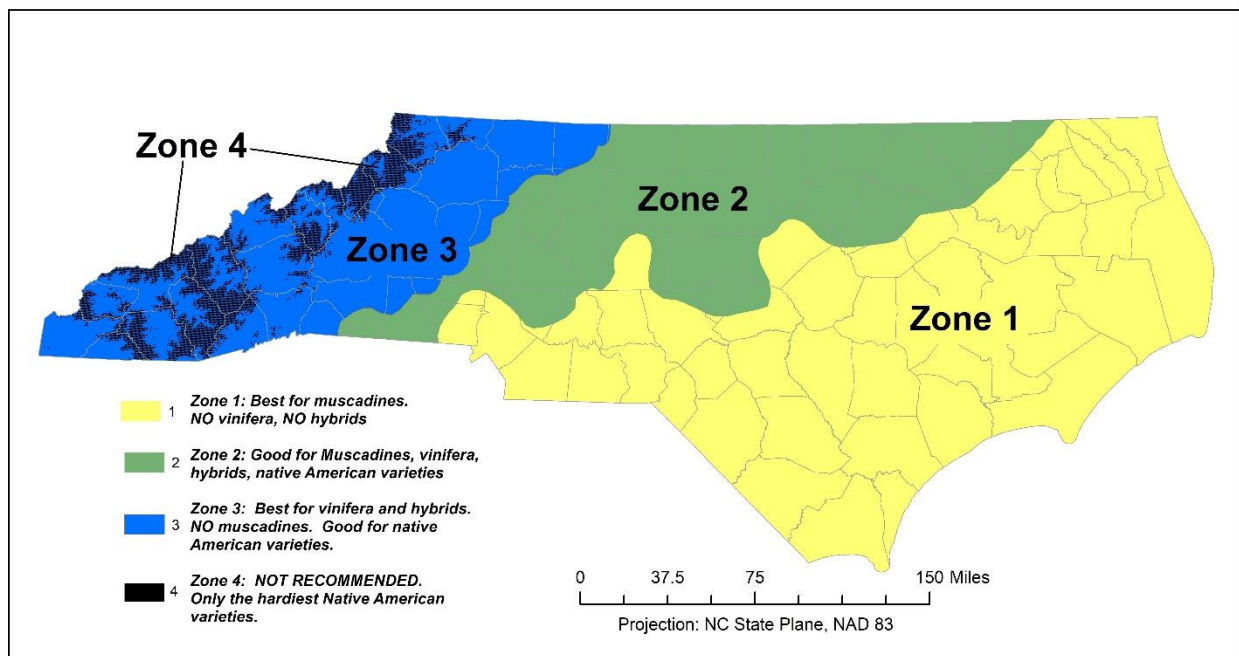 Zone 4
Zone 2
Zone 3
Zone 1
1 Zone 1: Best for muscadines.
NO vinifera, NO hybrids
2 Zone 2: Good for Muscadines, vinifera,
hybrids, native American varieties
3 Zone 3: Best for vinifera and hybrids.
NO muscadines. Good for native
American varieties.
4 Zone 4: NOT RECOMMENDED.
Only the hardiest Native American
varieties.
0 37.5 75 150 Miles
Projection: NC State Plane, NAD 83